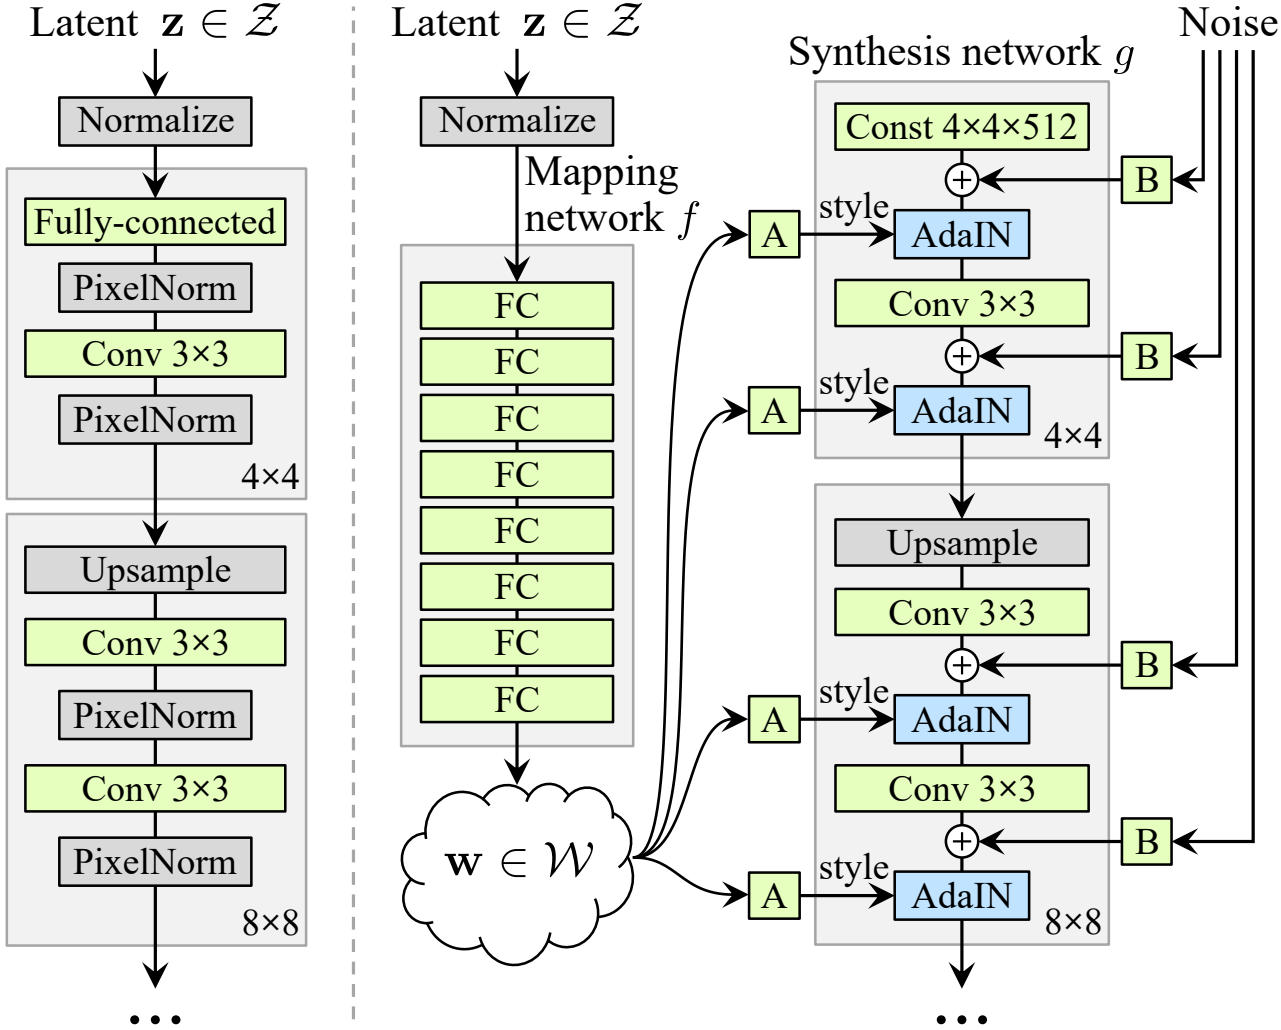 Latent z ∈ 𝒵
Normalize
Fully-connected
PixelNorm
Conv 3×3
PixelNorm
4×4
Upsample
Conv 3×3
PixelNorm
Conv 3×3
PixelNorm
8×8
...
Latent z ∈ 𝒵
Normalize
Mapping
network f
FC
FC
FC
FC
FC
FC
FC
FC
w ∈ 𝒲
A
style
A
style
A
style
A
style
Synthesis network g
Const 4×4×512
+
AdaIN
Conv 3×3
+
AdaIN
4×4
Upsample
Conv 3×3
+
AdaIN
Conv 3×3
+
AdaIN
8×8
...
Noise
B
B
B
B